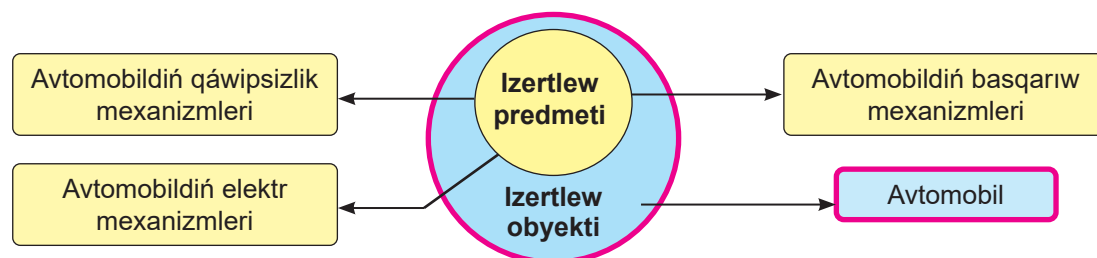 Avtomobildiń qáwipsizlik
mexanizmleri
Izertlew
predmeti
Avtomobildiń basqarıw
mexanizmleri
Avtomobildiń elektr
mexanizmleri
Izertlew
obyekti
Avtomobil